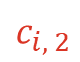 c_{i, 2}